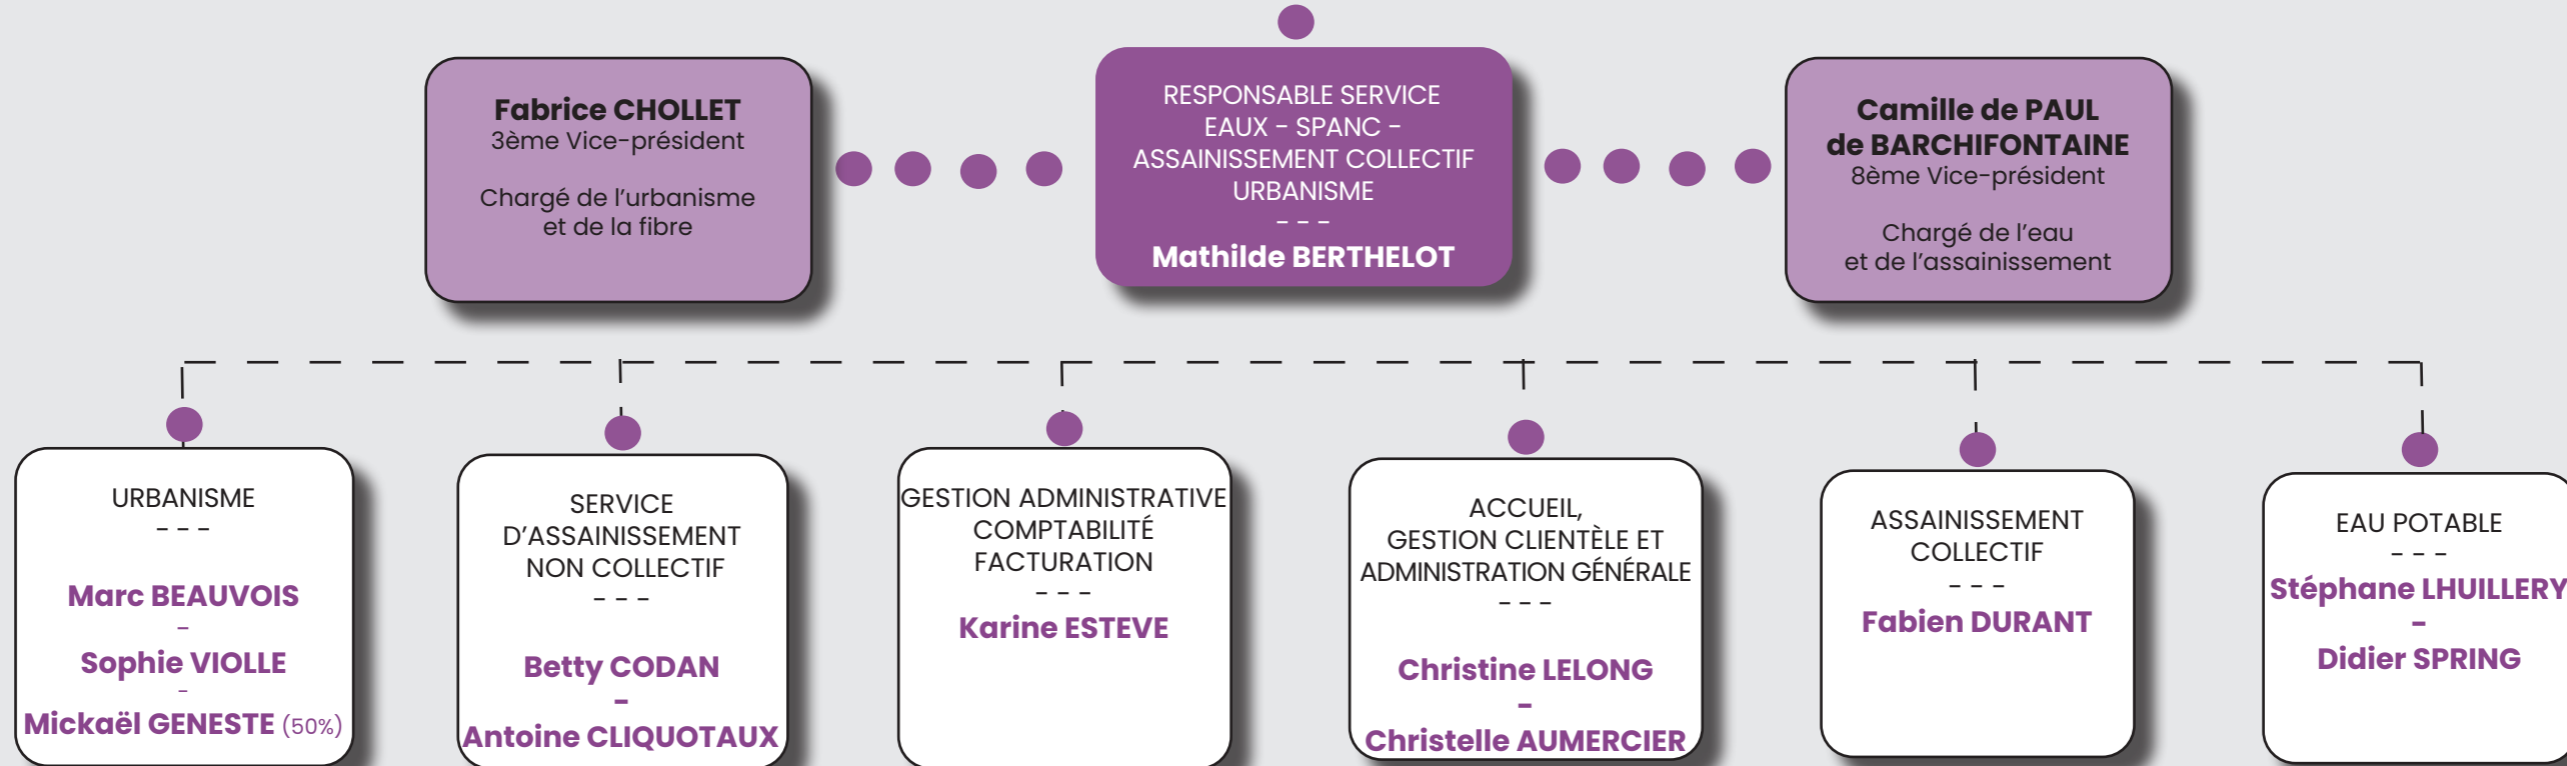 Fabrice CHOLLET
3ème Vice-président
Chargé de l'urbanisme
et de la fibre
RESPONSABLE SERVICE
EAUX - SPANC -
ASSAINISSEMENT COLLECTIF
URBANISME
- - -
Mathilde BERTHELOT
Camille de PAUL
de BARCHIFONTAINE
8ème Vice-président
Chargé de l'eau
et de l'assainissement
URBANISME
- - -
Marc BEAUVOIS
-
Sophie VIOLLE
-
Mickaël GENESTE (50%)
SERVICE
D'ASSAINISSEMENT
NON COLLECTIF
- - -
Betty CODAN
-
Antoine CLIQUOTAUX
GESTION ADMINISTRATIVE
COMPTABILITÉ
FACTURATION
- - -
Karine ESTEVE
ACCUEIL,
GESTION CLIENTÈLE ET
ADMINISTRATION GÉNÉRALE
- - -
Christine LELONG
-
Christelle AUMERCIER
ASSAINISSEMENT
COLLECTIF
- - -
Fabien DURANT
EAU POTABLE
- - -
Stéphane LHUILLERY
-
Didier SPRING